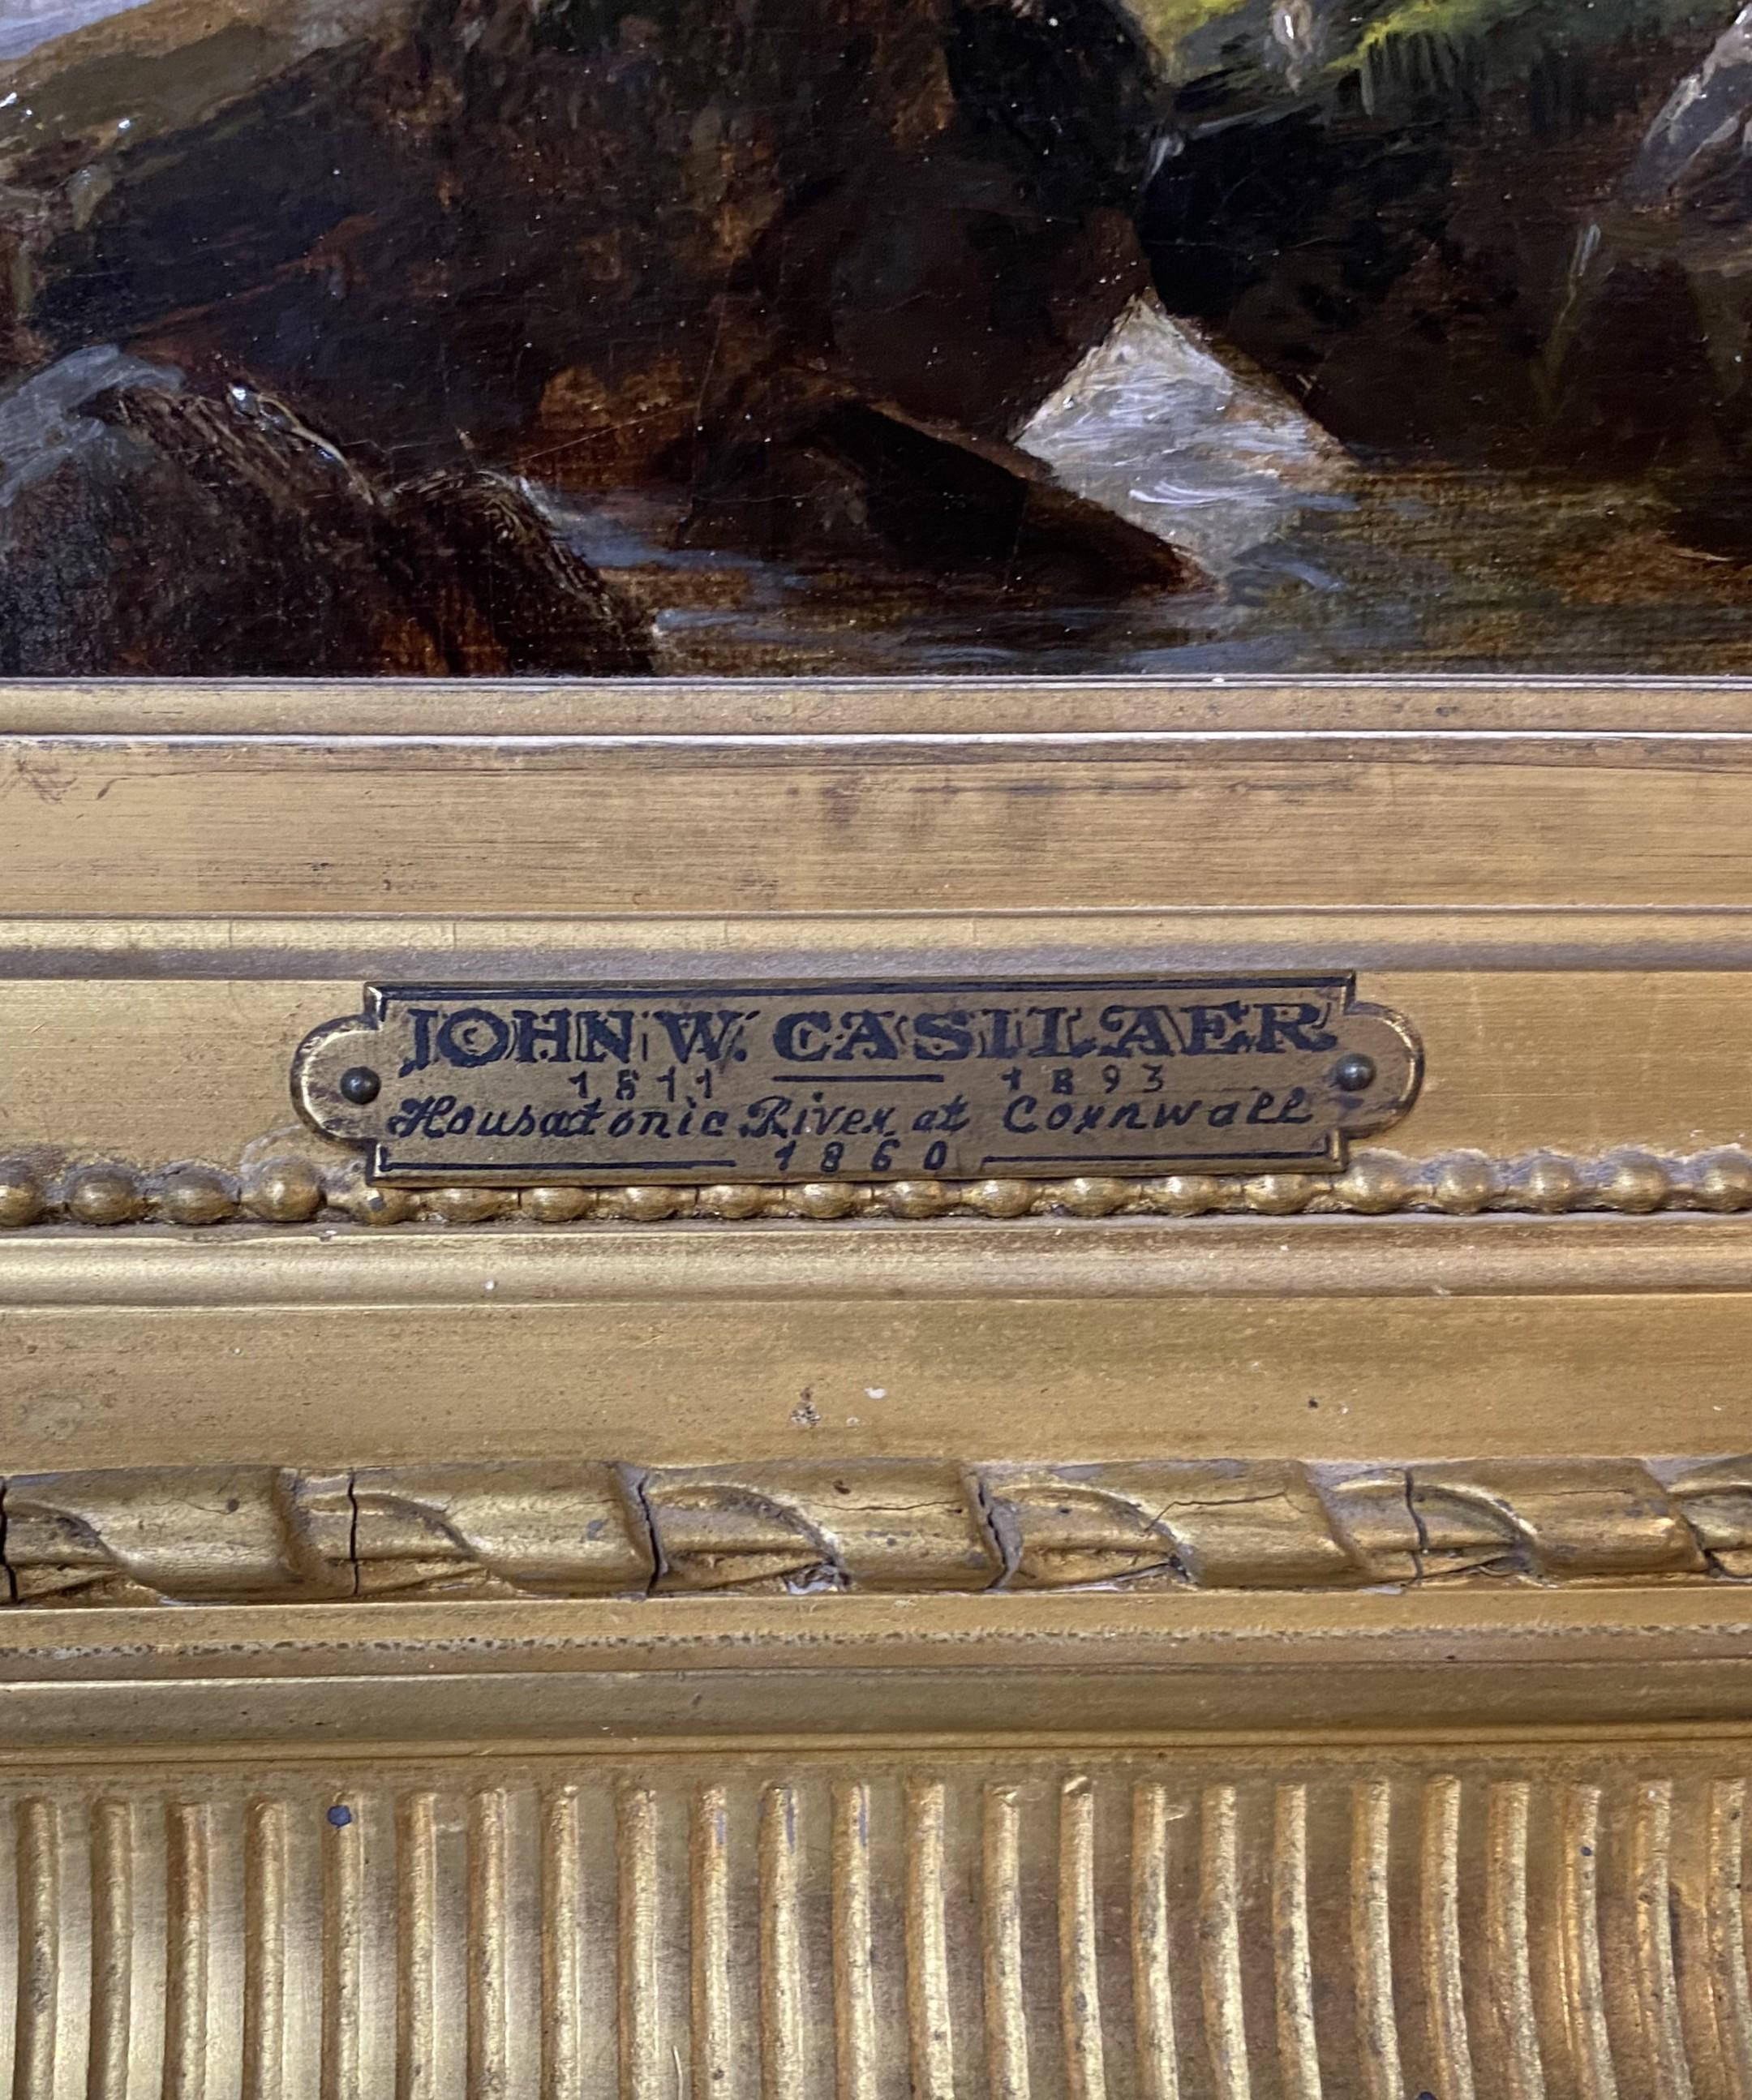 JOHN W. CASILAER
1811 — 1893
Housatonic River at Cornwall
1860